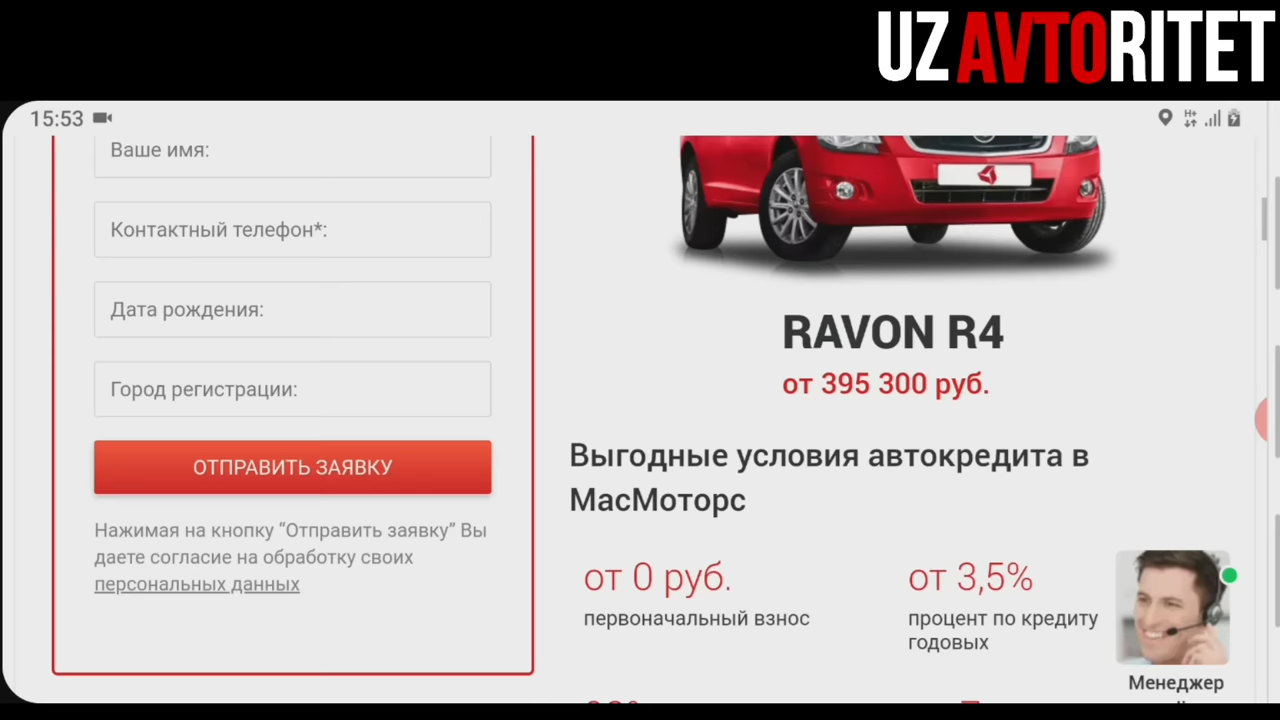 UZAVTORITET
15:53
Ваше имя:
Контактный телефон*:
Дата рождения:
Город регистрации:
ОТПРАВИТЬ ЗАЯВКУ
Нажимая на кнопку “Отправить заявку” Вы
даете согласие на обработку своих
персональных данных
RAVON R4
от 395 300 руб.
Выгодные условия автокредита в
МасМоторс
от 0 руб.
первоначальный взнос
от 3,5%
процент по кредиту
годовых
Менеджер